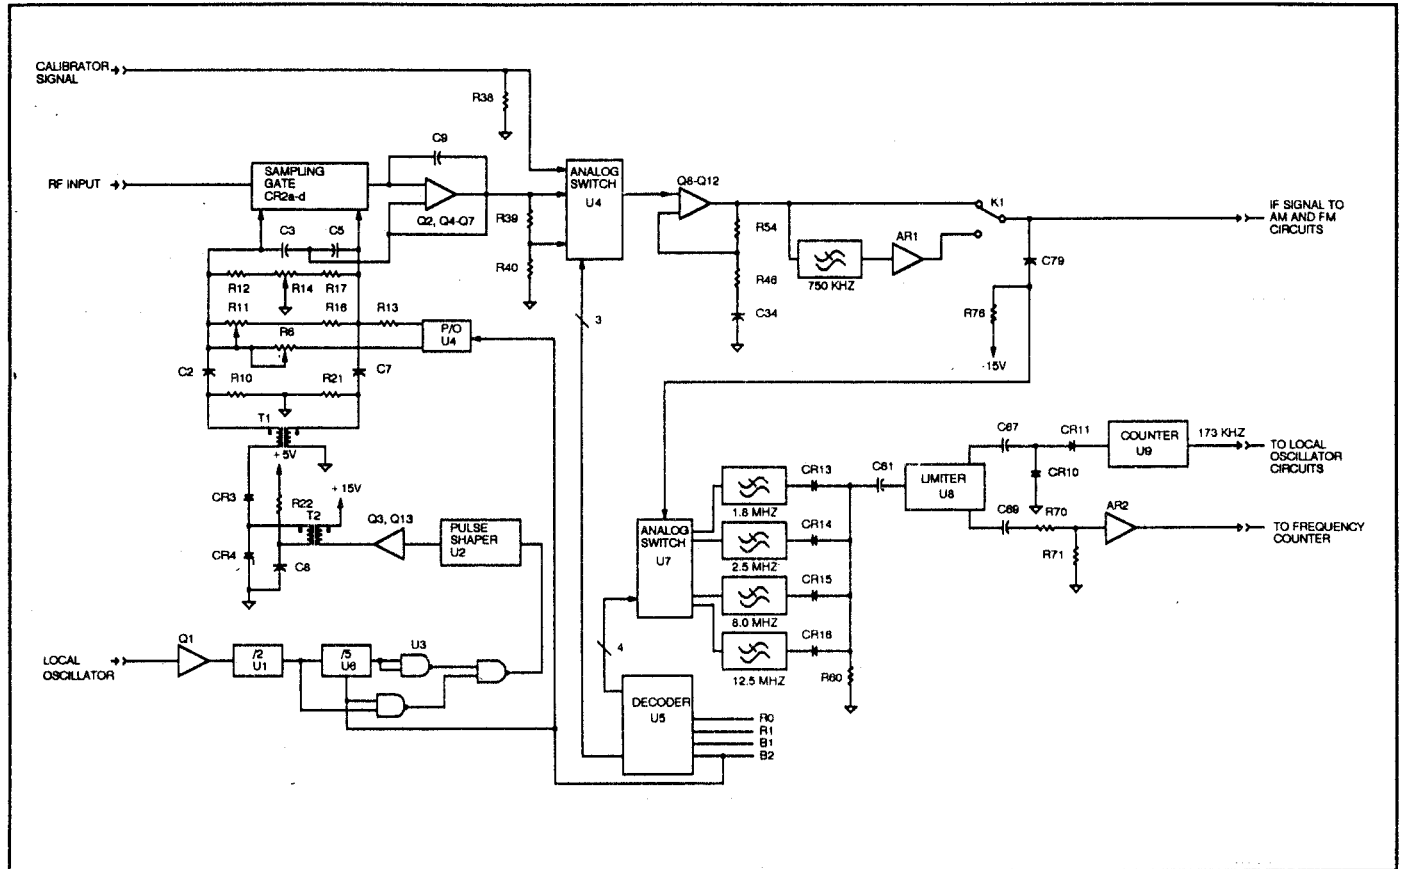 CALIBRATOR
SIGNAL
R38
C9
RF INPUT
SAMPLING
GATE
CR2a-d
Q2, Q4-Q7
ANALOG
SWITCH
U4
Q8-Q12
K1
IF SIGNAL TO
AM AND FM
CIRCUITS
R39
R40
R54
R46
C34
750 KHZ
AR1
C79
R76
-15V
C3
C5
R12
R14
R17
R11
R16
R13
R6
P/O
U4
C2
C7
R10
R21
T1
+5V
3
CR3
R22
+15V
T2
CR4
C8
Q3, Q13
PULSE
SHAPER
U2
C67
CR11
COUNTER
U9
173 KHZ
TO LOCAL
OSCILLATOR
CIRCUITS
CR10
CR13
C61
LIMITER
U8
1.8 MHZ
C69
R70
AR2
TO FREQUENCY
COUNTER
R71
ANALOG
SWITCH
U7
CR14
2.5 MHZ
CR15
8.0 MHZ
CR16
12.5 MHZ
R60
4
LOCAL
OSCILLATOR
Q1
/2
U1
/5
U6
U3
DECODER
U5
R0
R1
B1
B2